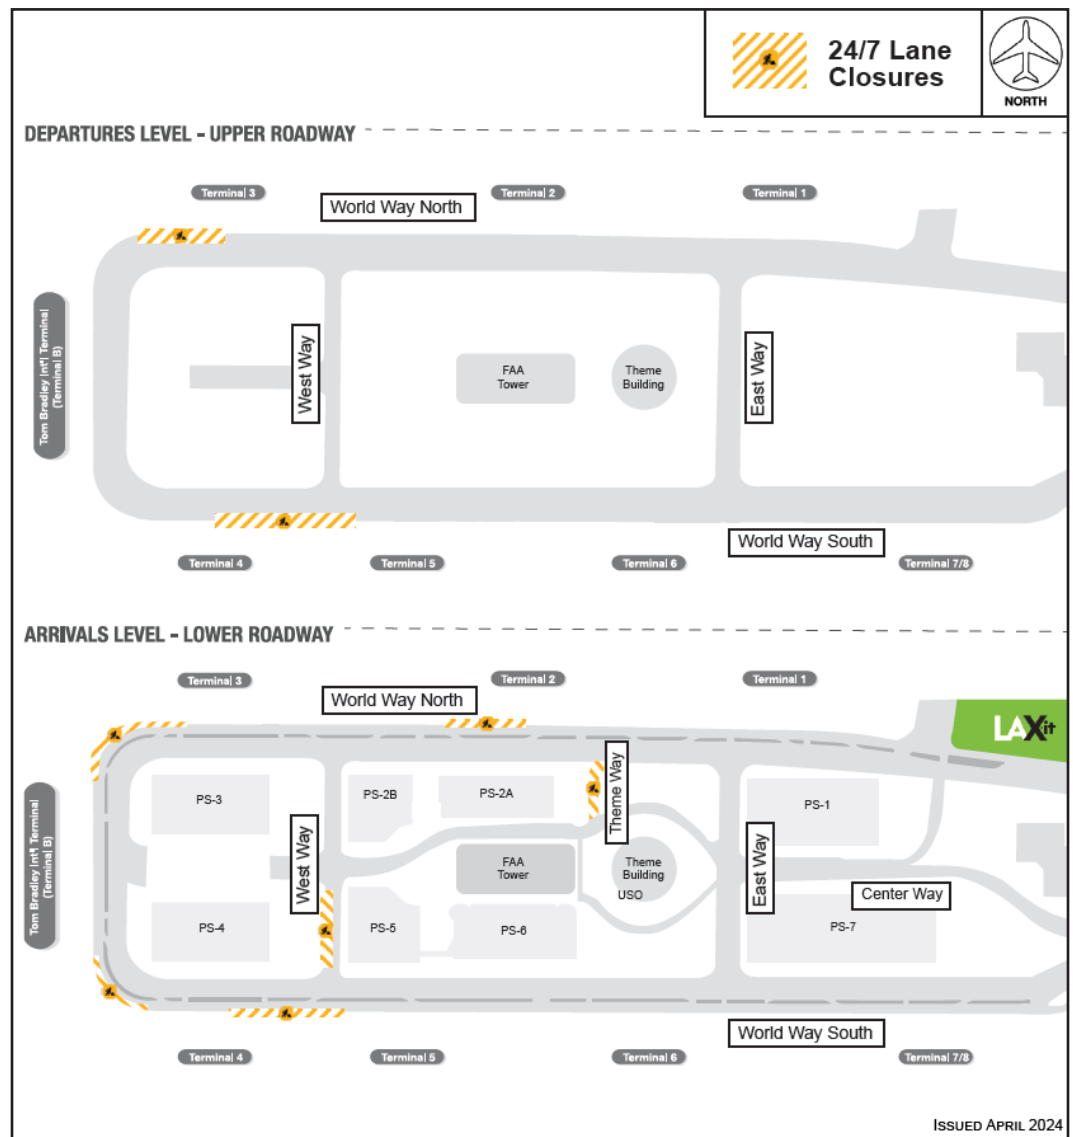 24/7 Lane
Closures
NORTH
DEPARTURES LEVEL - UPPER ROADWAY
Terminal 3
Terminal 2
Terminal 1
World Way North
Tom Bradley Int'l Terminal
(Terminal B)
West Way
FAA
Tower
Theme
Building
East Way
World Way South
Terminal 4
Terminal 5
Terminal 6
Terminal 7/8
ARRIVALS LEVEL - LOWER ROADWAY
Terminal 3
Terminal 2
Terminal 1
World Way North
LAXit
Theme Way
PS-3
PS-2B
PS-2A
PS-1
Tom Bradley Int'l Terminal
(Terminal B)
West Way
FAA
Tower
Theme
Building
USO
East Way
Center Way
PS-4
PS-5
PS-6
PS-7
World Way South
Terminal 4
Terminal 5
Terminal 6
Terminal 7/8
ISSUED APRIL 2024